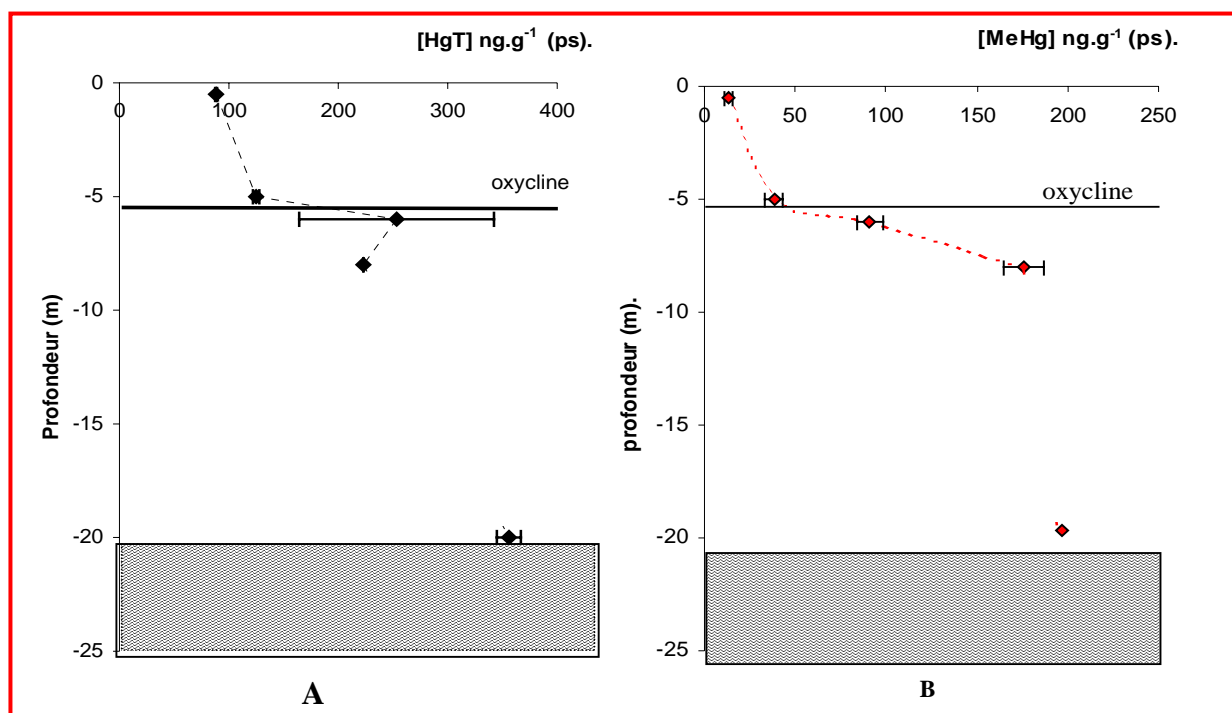 [HgT] ng.g⁻¹ (ps).
0 100 200 300 400
0
-5
-10
-15
-20
-25
Profondeur (m)
oxycline
A
[MeHg] ng.g⁻¹ (ps).
0 50 100 150 200 250
0
-5
-10
-15
-20
-25
profondeur (m).
oxycline
B